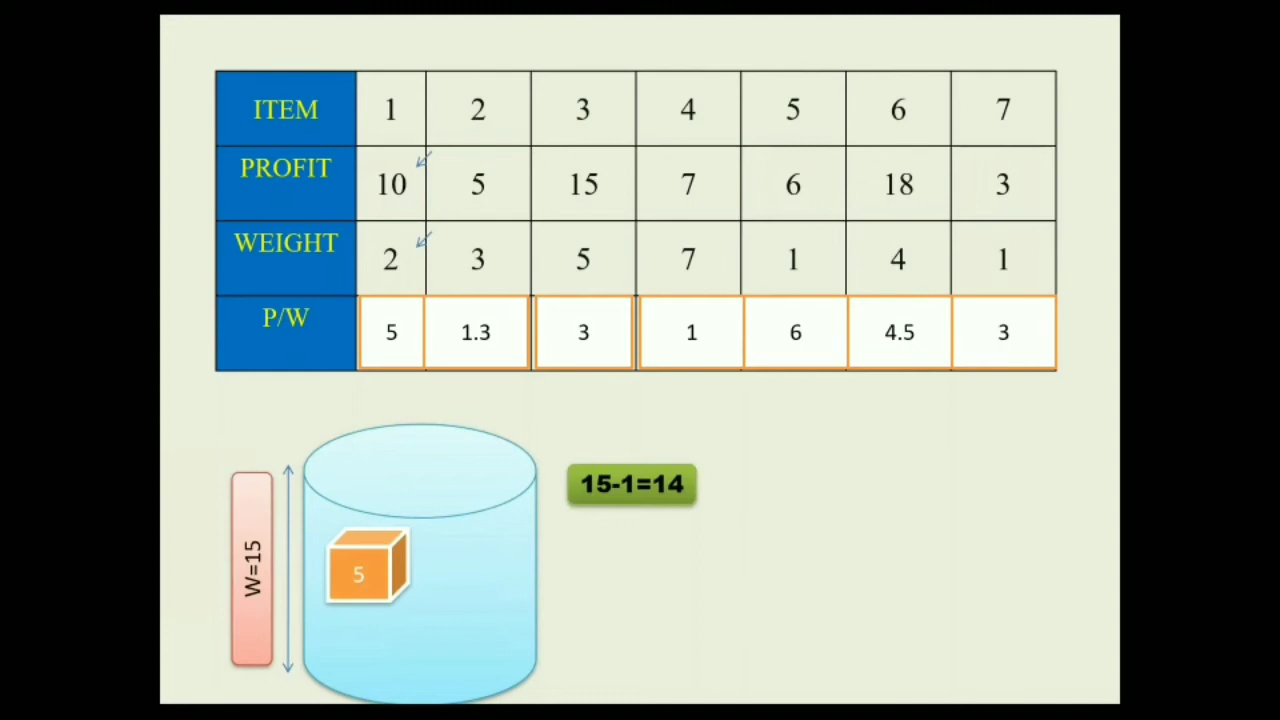 ITEM 1 2 3 4 5 6 7
PROFIT 10 5 15 7 6 18 3
WEIGHT 2 3 5 7 1 4 1
P/W 5 1.3 3 1 6 4.5 3
15-1=14
W=15
5